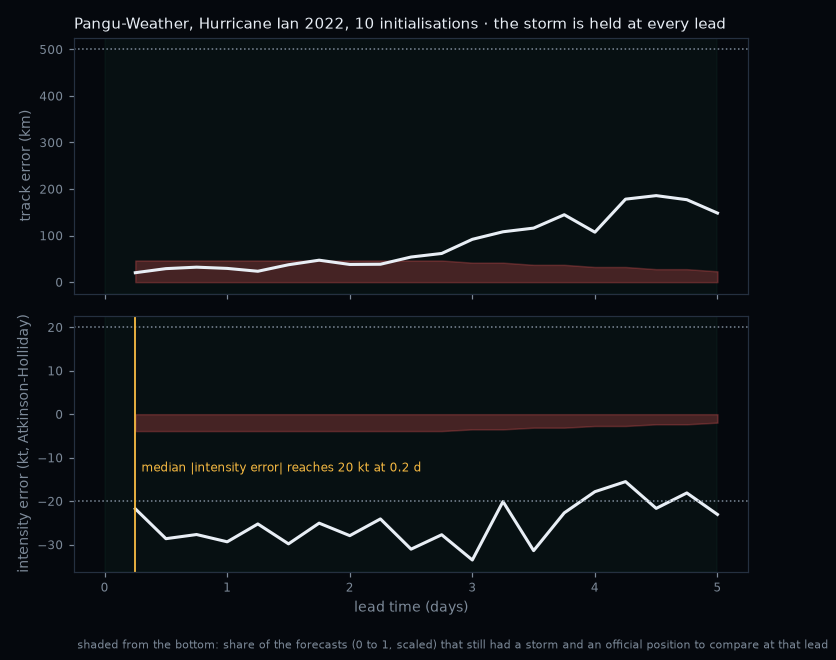 Pangu-Weather, Hurricane Ian 2022, 10 initialisations · the storm is held at every lead
track error (km)
500
400
300
200
100
0
intensity error (kt, Atkinson-Holliday)
20
10
0
−10
−20
−30
median |intensity error| reaches 20 kt at 0.2 d
0 1 2 3 4 5
lead time (days)
shaded from the bottom: share of the forecasts (0 to 1, scaled) that still had a storm and an official position to compare at that lead